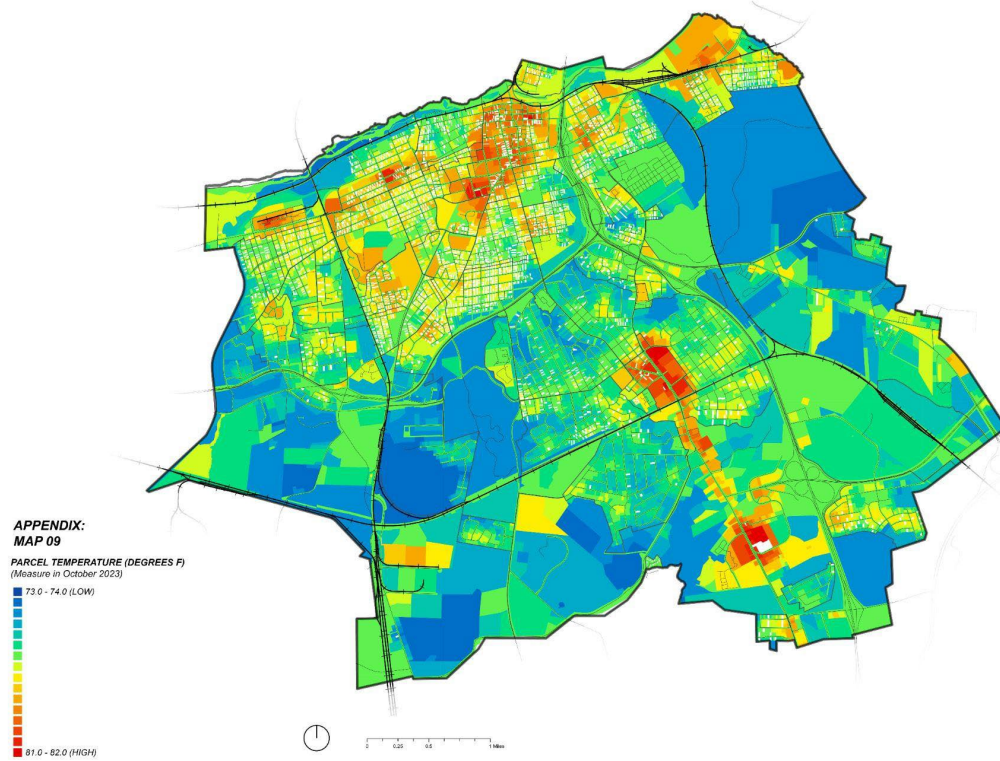 APPENDIX:
MAP 09
PARCEL TEMPERATURE (DEGREES F)
(Measure in October 2023)
73.0 - 74.0 (LOW)
81.0 - 82.0 (HIGH)
0 0.25 0.5 1 Miles